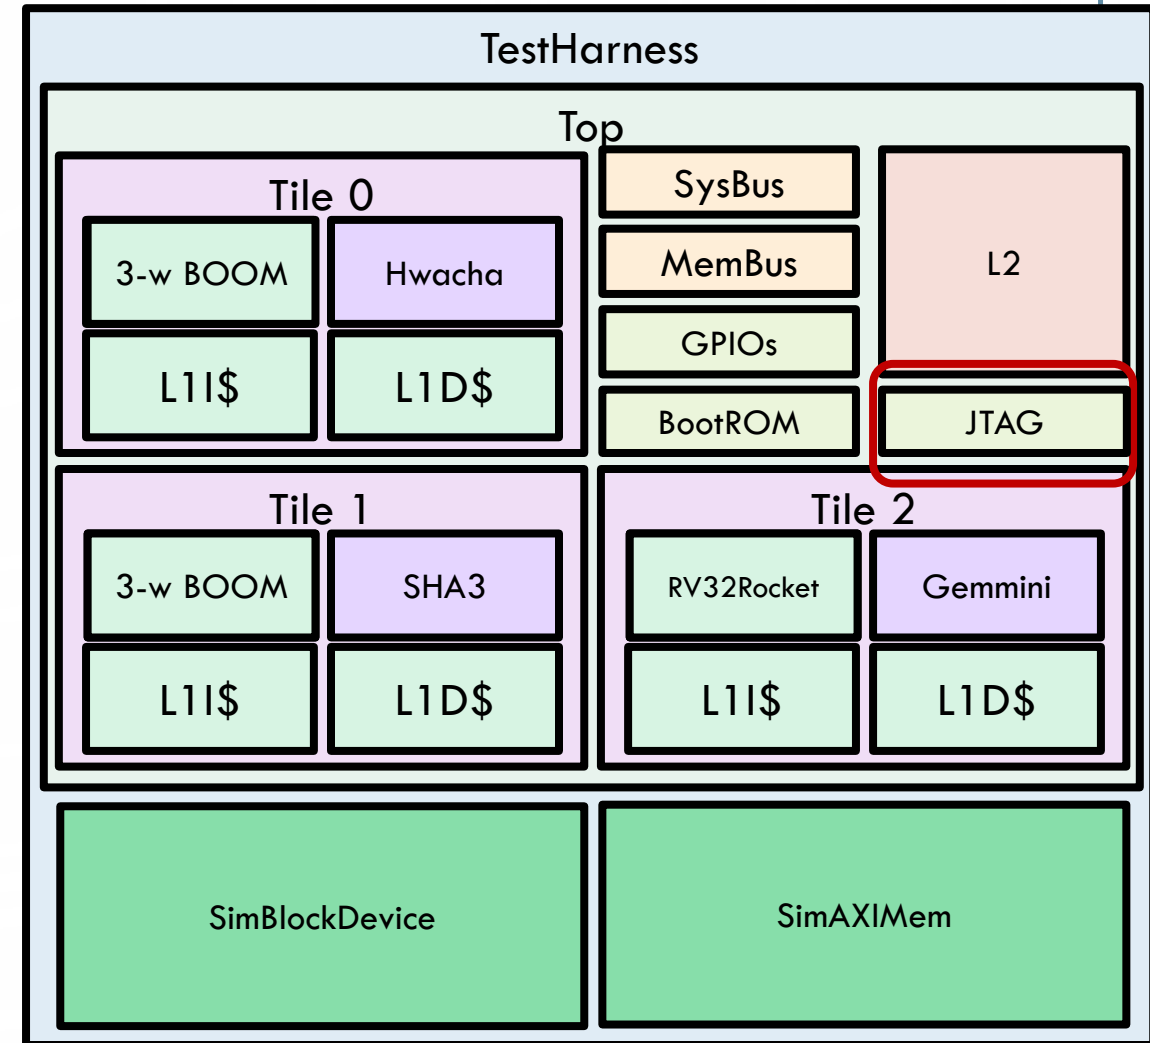 TestHarness
Top
Tile 0
3-w BOOM
Hwacha
L1I$
L1D$
SysBus
MemBus
GPIOs
BootROM
L2
JTAG
Tile 1
3-w BOOM
SHA3
L1I$
L1D$
Tile 2
RV32Rocket
Gemmini
L1I$
L1D$
SimBlockDevice
SimAXIMem